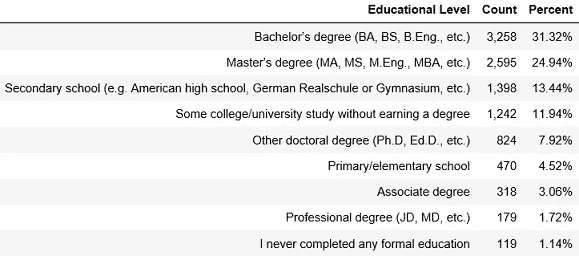 Educational Level Count Percent
Bachelor's degree (BA, BS, B.Eng., etc.) 3,258 31.32%
Master's degree (MA, MS, M.Eng., MBA, etc.) 2,595 24.94%
Secondary school (e.g. American high school, German Realschule or Gymnasium, etc.) 1,398 13.44%
Some college/university study without earning a degree 1,242 11.94%
Other doctoral degree (Ph.D, Ed.D., etc.) 824 7.92%
Primary/elementary school 470 4.52%
Associate degree 318 3.06%
Professional degree (JD, MD, etc.) 179 1.72%
I never completed any formal education 119 1.14%